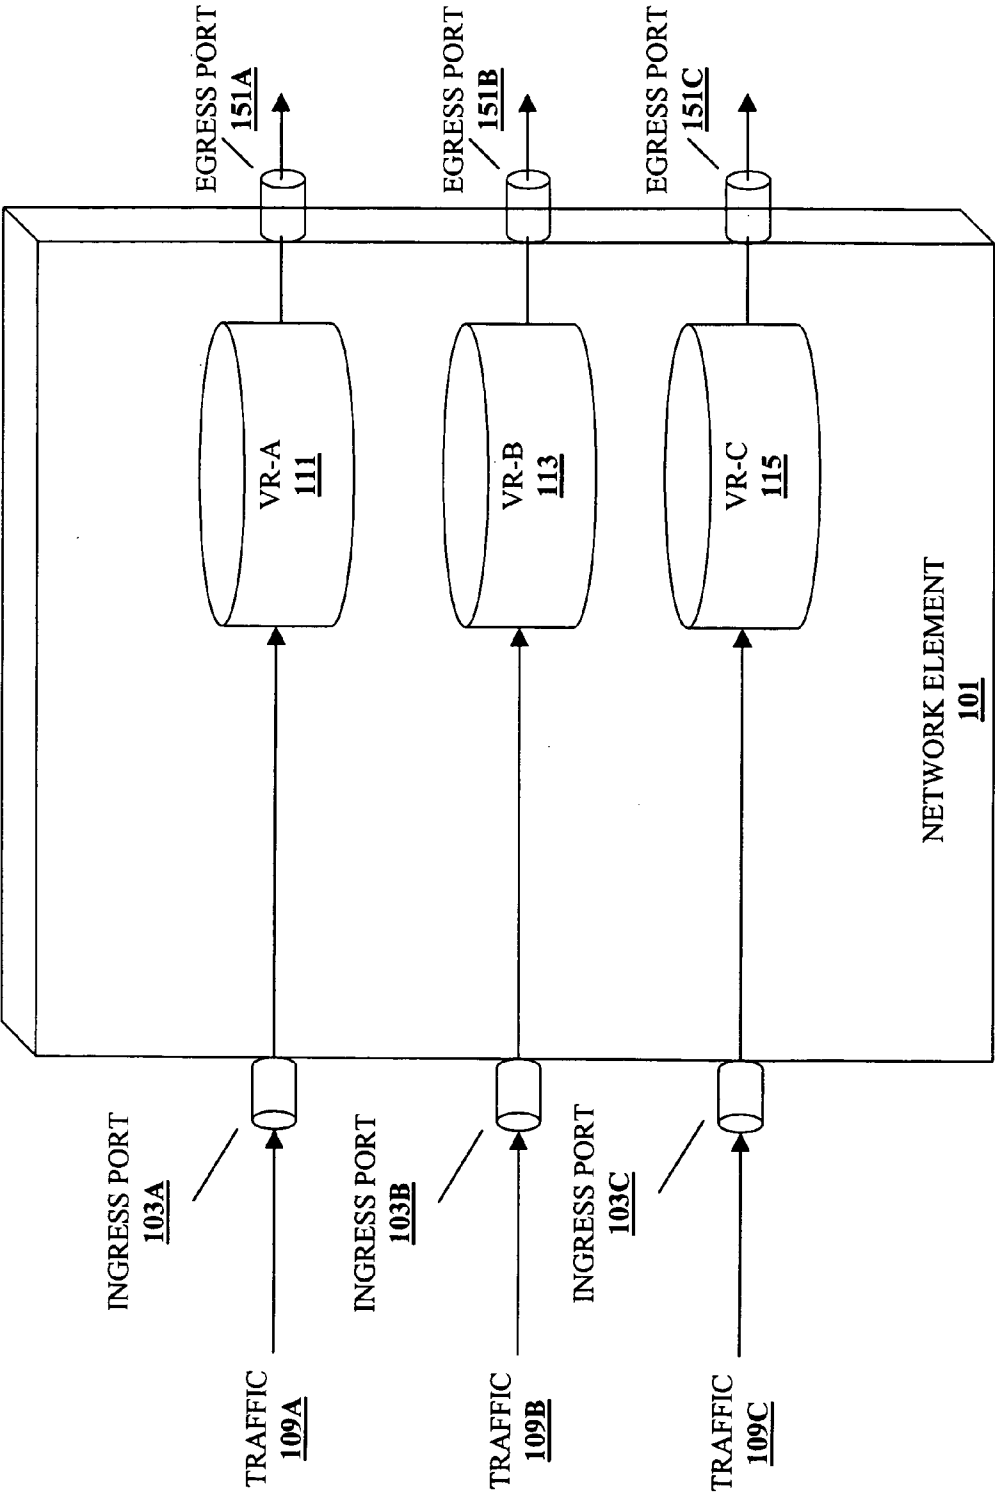 INGRESS PORT
103A
TRAFFIC
109A
VR-A
111
EGRESS PORT
151A
INGRESS PORT
103B
TRAFFIC
109B
VR-B
113
EGRESS PORT
151B
INGRESS PORT
103C
TRAFFIC
109C
VR-C
115
EGRESS PORT
151C
NETWORK ELEMENT
101